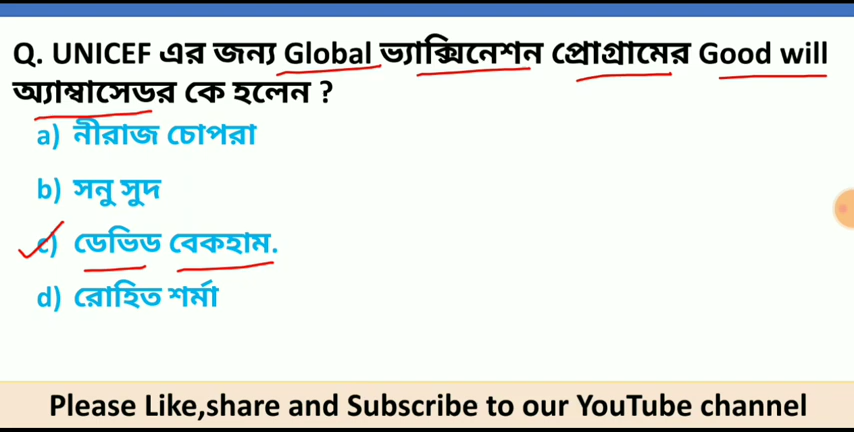 Q. UNICEF এর জন্য Global ভ্যাক্সিনেশন প্রোগ্রামের Good will
অ্যাম্বাসেডর কে হলেন ?
a) নীরাজ চোপরা
b) সনু সুদ
c) ডেভিড বেকহাম.
d) রোহিত শর্মা
Please Like,share and Subscribe to our YouTube channel